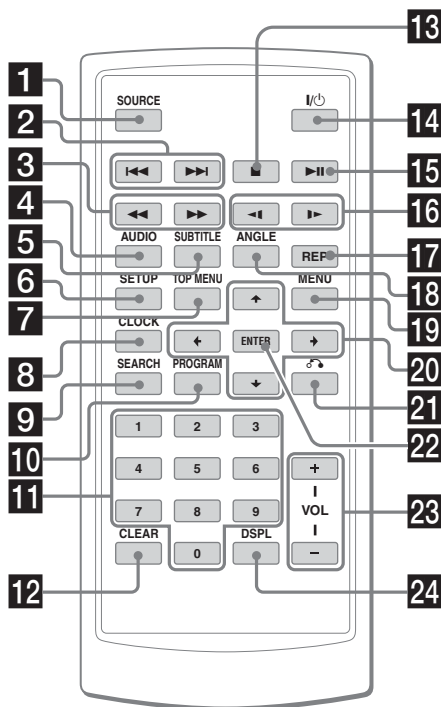 13
1
SOURCE
I/⏻
14
2
15
3
16
4
AUDIO
SUBTITLE
ANGLE
5
REP
17
18
6
SETUP
TOP MENU
MENU
7
19
CLOCK
8
ENTER
20
9
SEARCH
PROGRAM
21
10
22
11
1 2 3
4 5 6
+
VOL
23
7 8 9
CLEAR
0
DSPL
–
12
24